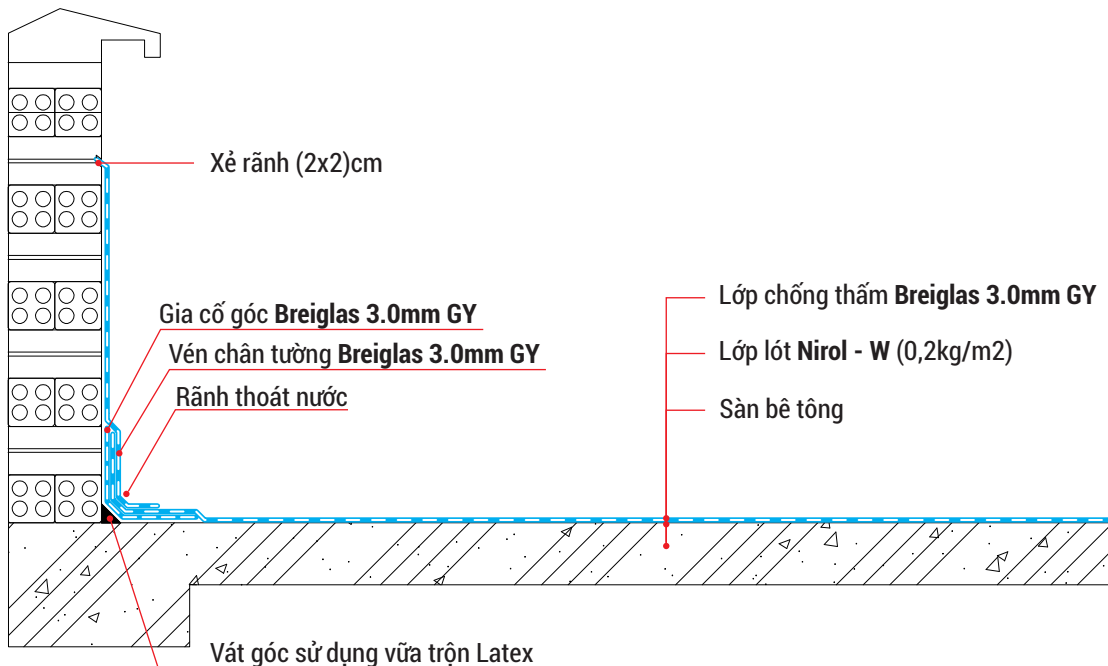 Xẻ rãnh (2x2)cm
Gia cố góc Breiglas 3.0mm GY
Vén chân tường Breiglas 3.0mm GY
Rãnh thoát nước
Lớp chống thấm Breiglas 3.0mm GY
Lớp lót Nirol - W (0,2kg/m2)
Sàn bê tông
Vát góc sử dụng vữa trộn Latex